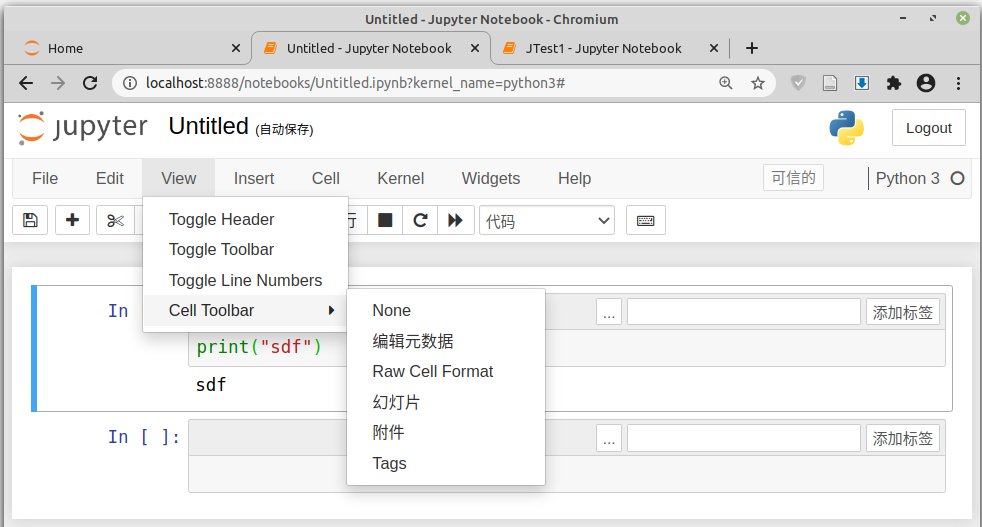 Untitled - Jupyter Notebook - Chromium
Home
Untitled - Jupyter Notebook
JTest1 - Jupyter Notebook
localhost:8888/notebooks/Untitled.ipynb?kernel_name=python3#
jupyter Untitled (自动保存)
Logout
File Edit View Insert Cell Kernel Widgets Help
可信的
Python 3
Toggle Header
Toggle Toolbar
Toggle Line Numbers
Cell Toolbar
行
代码
None
编辑元数据
Raw Cell Format
幻灯片
附件
Tags
In
... 添加标签
print("sdf")
sdf
In [ ]:
... 添加标签